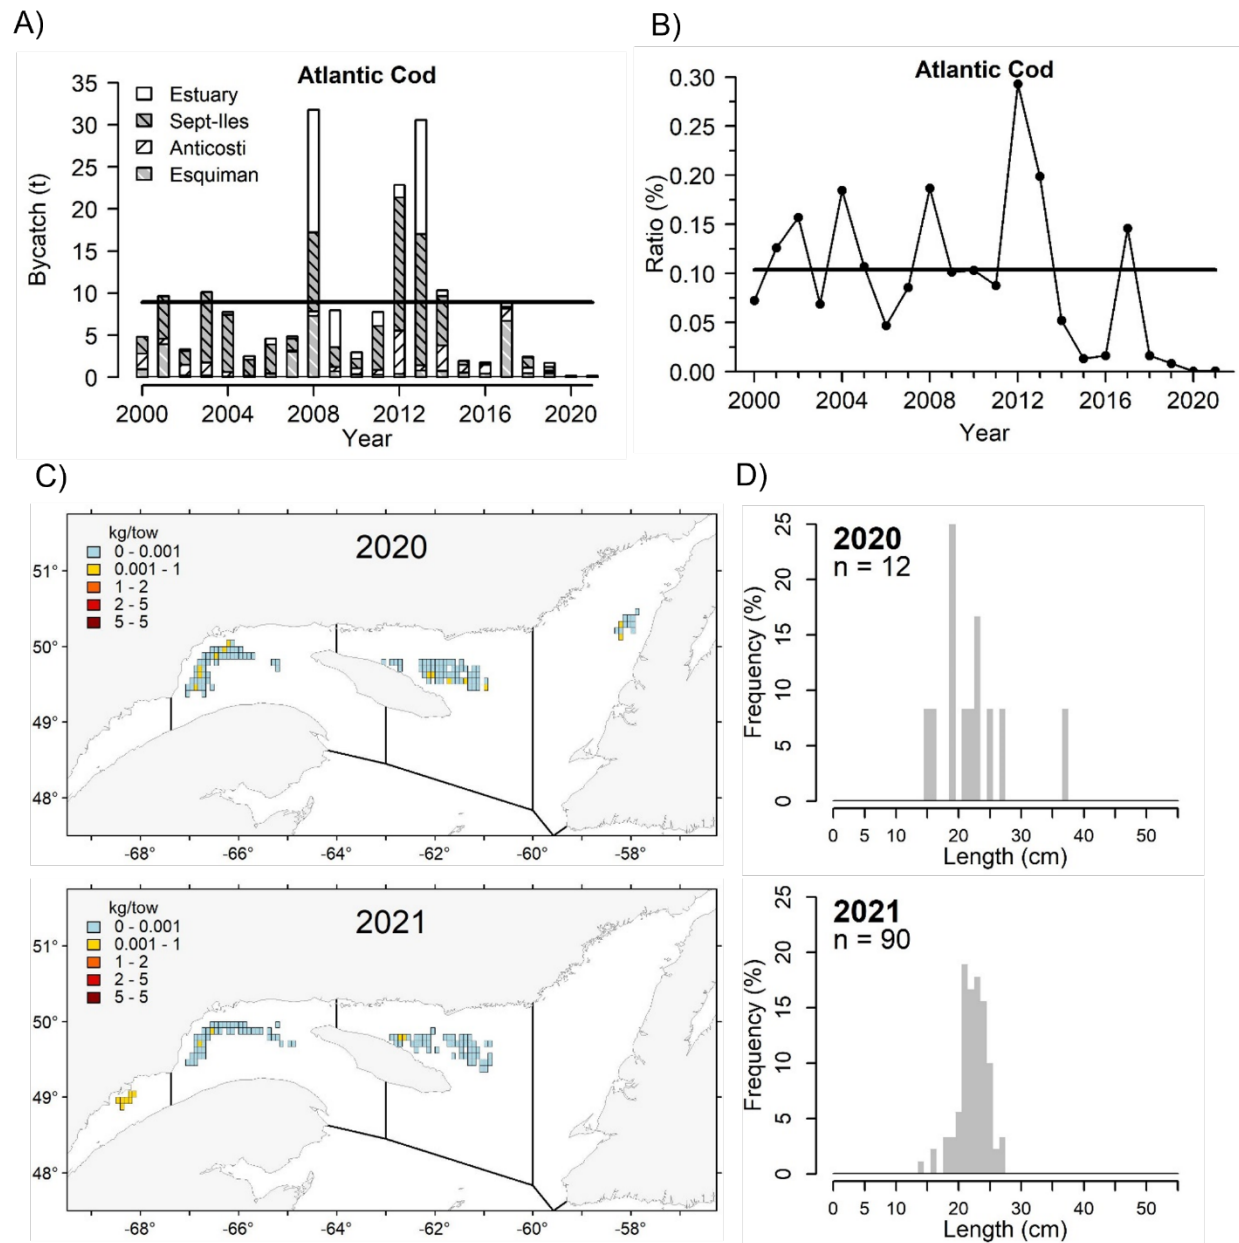 A)
Atlantic Cod
Estuary
Sept-Iles
Anticosti
Esquiman
Bycatch (t)
35
30
25
20
15
10
5
0
2000 2004 2008 2012 2016 2020
Year
B)
Atlantic Cod
Ratio (%)
0.30
0.25
0.20
0.15
0.10
0.05
0.00
2000 2004 2008 2012 2016 2020
Year
C)
kg/tow
0 - 0.001
0.001 - 1
1 - 2
2 - 5
5 - 5
2020
51°
50°
49°
48°
-68 -66 -64 -62 -60 -58
kg/tow
0 - 0.001
0.001 - 1
1 - 2
2 - 5
5 - 5
2021
51°
50°
49°
48°
-68 -66 -64 -62 -60 -58
D)
2020
n = 12
Frequency (%)
25
20
15
10
5
0
0 5 10 20 30 40 50
Length (cm)
2021
n = 90
Frequency (%)
25
20
15
10
5
0
0 5 10 20 30 40 50
Length (cm)